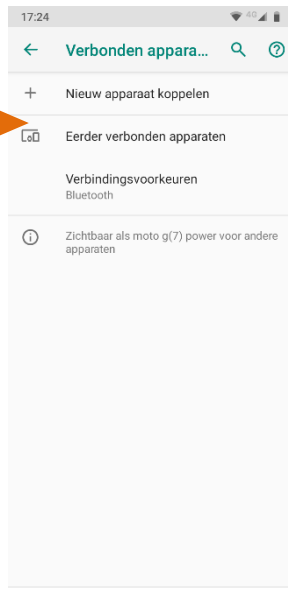 17:24
4G
Verbonden appara...
Nieuw apparaat koppelen
Eerder verbonden apparaten
Verbindingsvoorkeuren
Bluetooth
Zichtbaar als moto g(7) power voor andere
apparaten